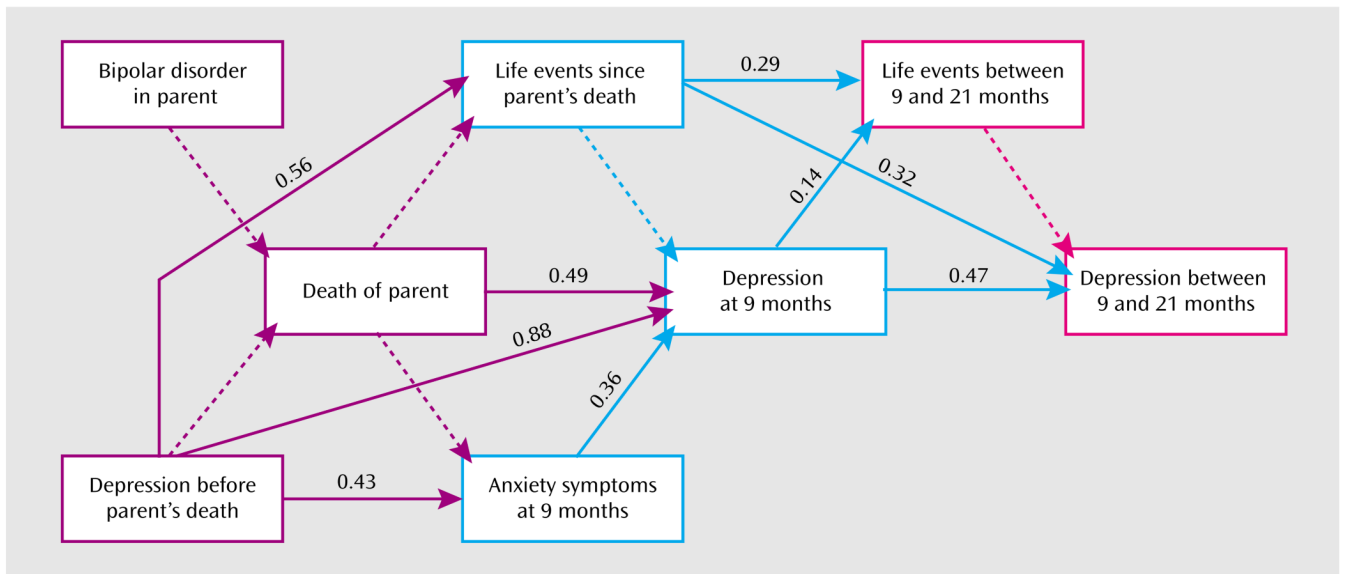 Bipolar disorder
in parent
Life events since
parent’s death
0.29
Life events between
9 and 21 months
0.56
0.14
0.32
Death of parent
0.49
Depression
at 9 months
0.47
Depression between
9 and 21 months
0.88
0.36
Depression before
parent’s death
0.43
Anxiety symptoms
at 9 months